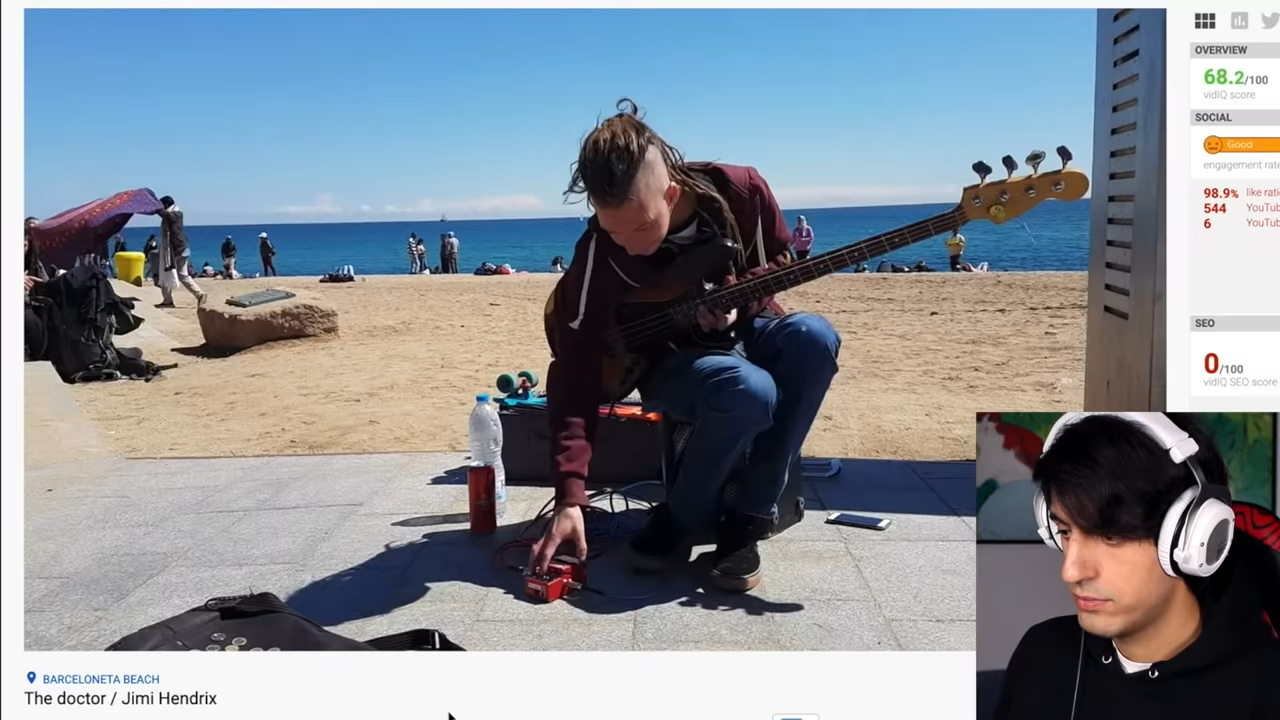 OVERVIEW
68.2/100
vidIQ score
SOCIAL
Good
engagement rate
98.9% like
544
6
SEO
0/100
vidIQ SEO score
BARCELONETA BEACH
The doctor / Jimi Hendrix